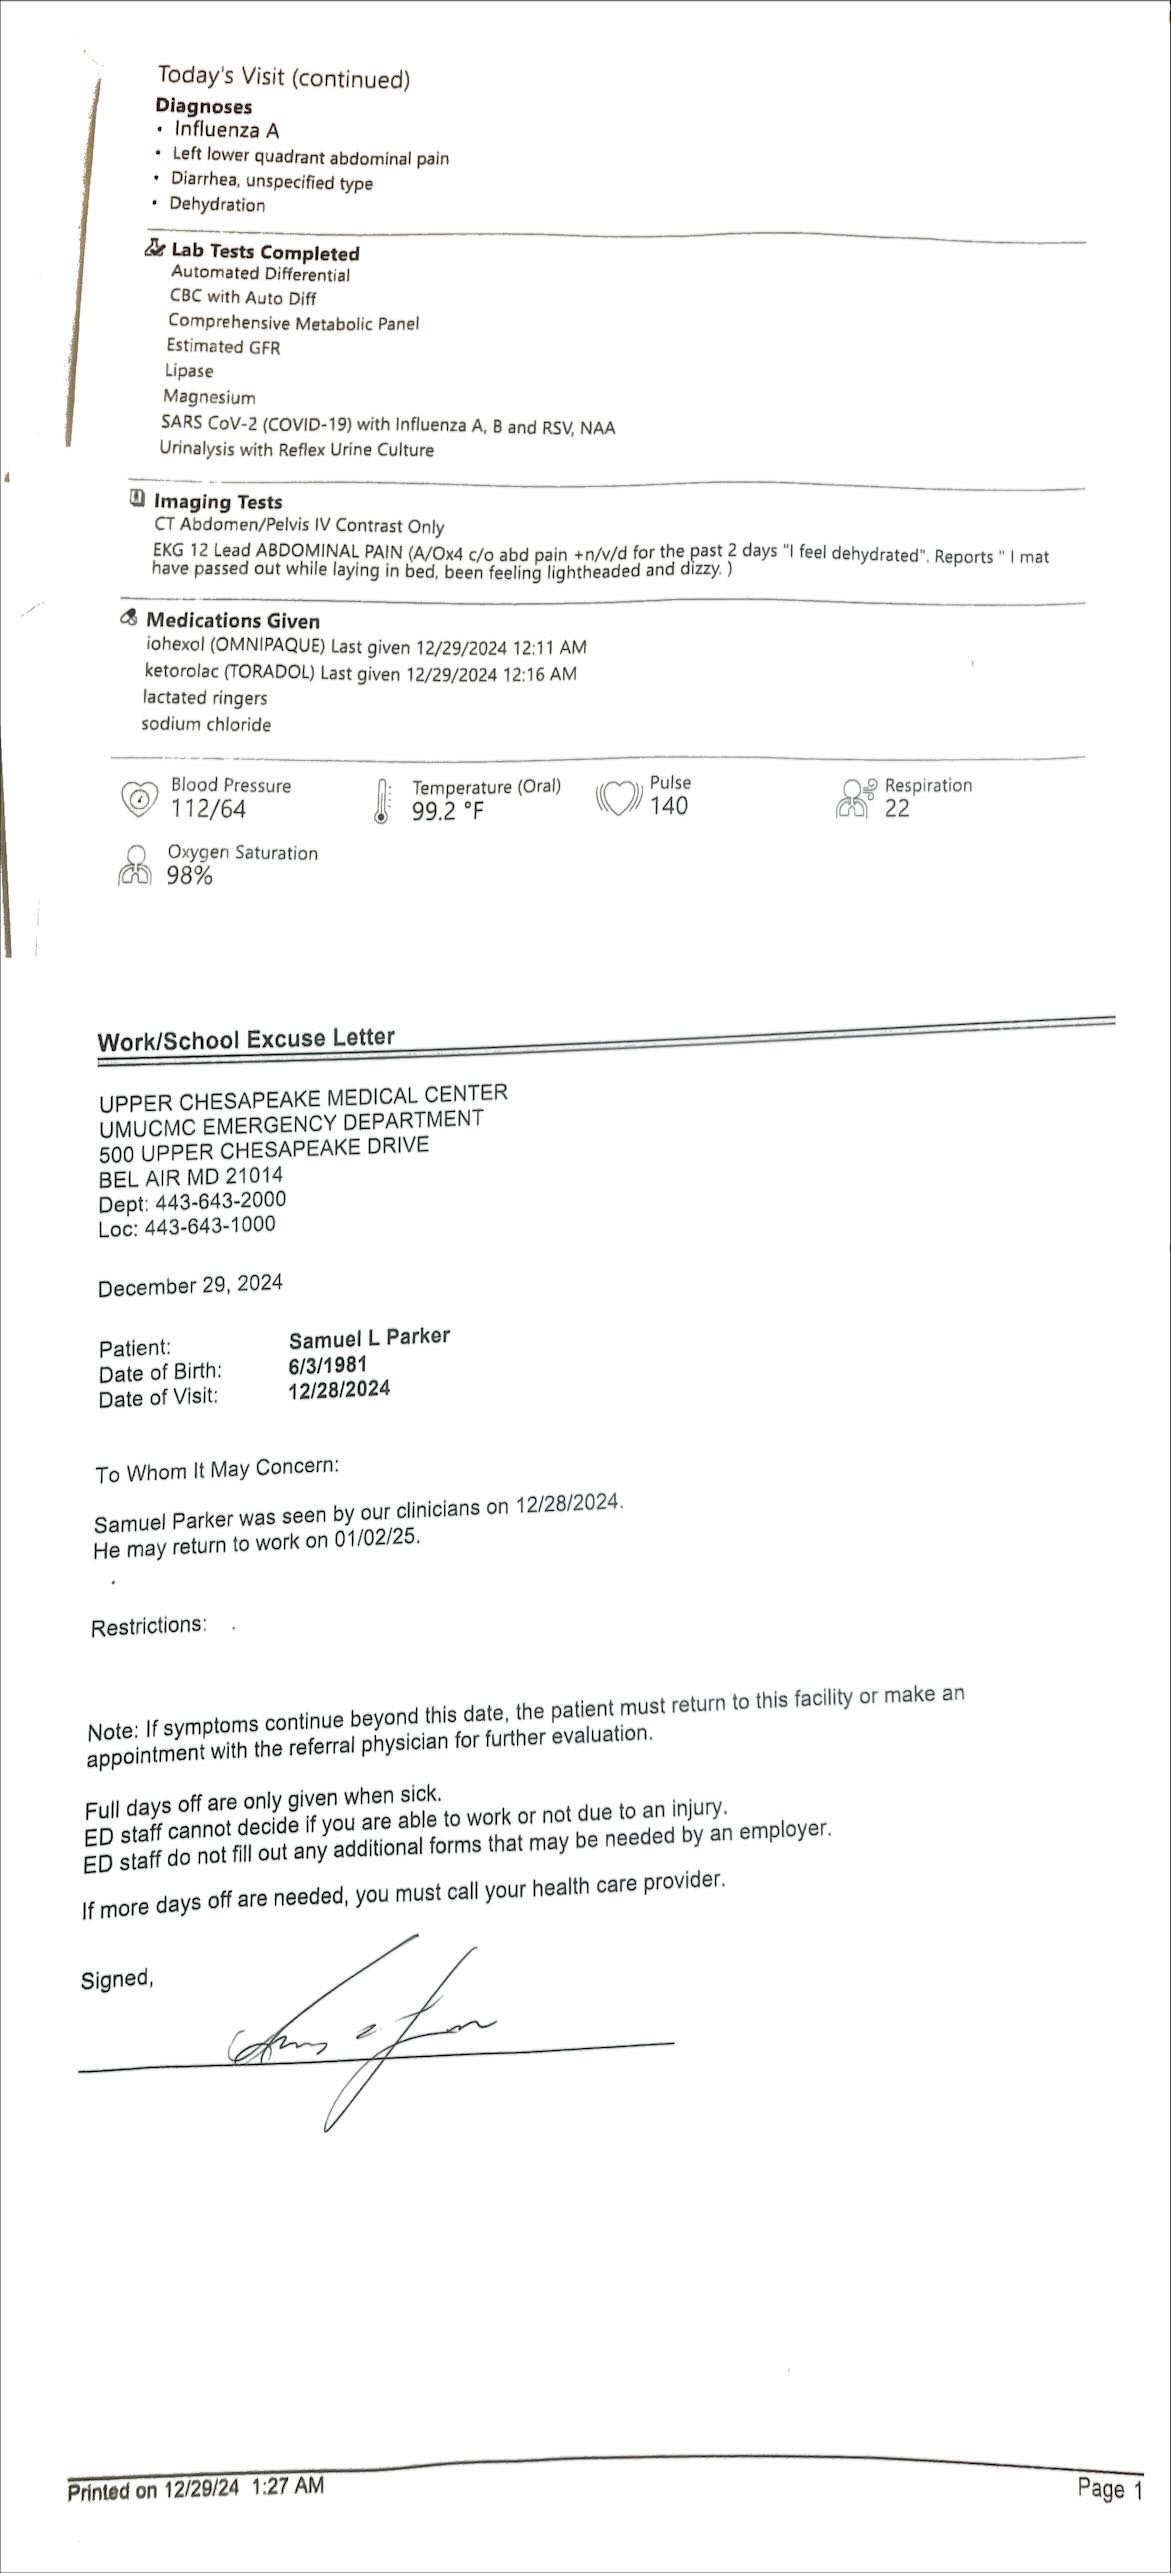 Today's Visit (continued)
Diagnoses
• Influenza A
• Left lower quadrant abdominal pain
• Diarrhea, unspecified type
• Dehydration
Lab Tests Completed
Automated Differential
CBC with Auto Diff
Comprehensive Metabolic Panel
Estimated GFR
Lipase
Magnesium
SARS CoV-2 (COVID-19) with Influenza A, B and RSV, NAA
Urinalysis with Reflex Urine Culture
Imaging Tests
CT Abdomen/Pelvis IV Contrast Only
EKG 12 Lead ABDOMINAL PAIN (A/Ox4 c/o abd pain +n/v/d for the past 2 days "I feel dehydrated". Reports " I mat
have passed out while laying in bed, been feeling lightheaded and dizzy. )
Medications Given
iohexol (OMNIPAQUE) Last given 12/29/2024 12:11 AM
ketorolac (TORADOL) Last given 12/29/2024 12:16 AM
lactated ringers
sodium chloride
Blood Pressure
112/64
Temperature (Oral)
99.2 °F
Pulse
140
Respiration
22
Oxygen Saturation
98%
Work/School Excuse Letter
UPPER CHESAPEAKE MEDICAL CENTER
UMUCMC EMERGENCY DEPARTMENT
500 UPPER CHESAPEAKE DRIVE
BEL AIR MD 21014
Dept: 443-643-2000
Loc: 443-643-1000
December 29, 2024
Patient: Samuel L Parker
Date of Birth: 6/3/1981
Date of Visit: 12/28/2024
To Whom It May Concern:
Samuel Parker was seen by our clinicians on 12/28/2024.
He may return to work on 01/02/25.
.
Restrictions: .
Note: If symptoms continue beyond this date, the patient must return to this facility or make an
appointment with the referral physician for further evaluation.
Full days off are only given when sick.
ED staff cannot decide if you are able to work or not due to an injury.
ED staff do not fill out any additional forms that may be needed by an employer.
If more days off are needed, you must call your health care provider.
Signed,
Printed on 12/29/24 1:27 AM
Page 1